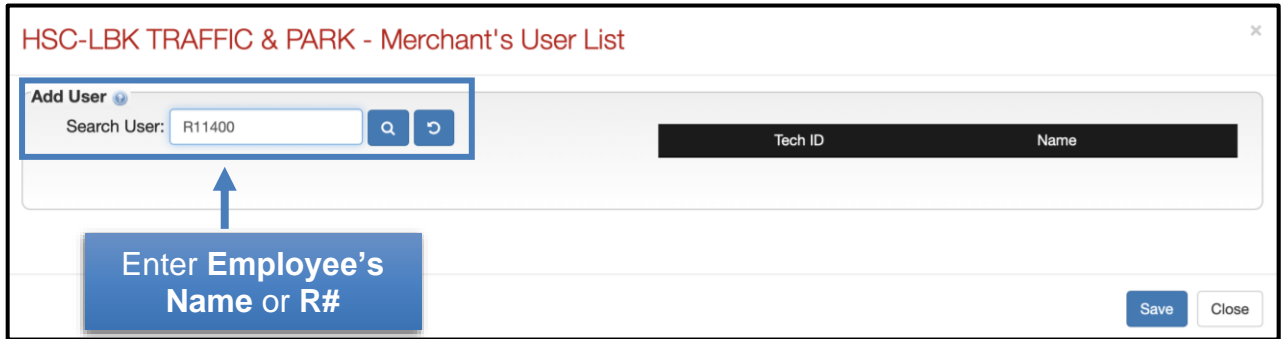 HSC-LBK TRAFFIC & PARK - Merchant's User List
×
Add User ?
Search User: R11400
Tech ID Name
Enter Employee’s
Name or R#
Save Close